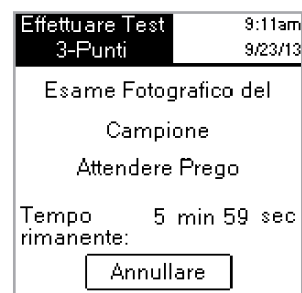 Effettuare Test 9:11am
3-Punti 9/23/13
Esame Fotografico del
Campione
Attendere Prego
Tempo 5 min 59 sec
rimanente:
Annullare